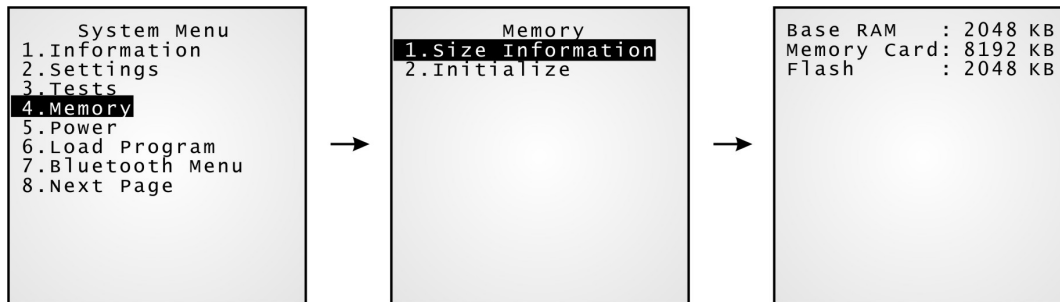 System Menu
1.Information
2.Settings
3.Tests
4.Memory
5.Power
6.Load Program
7.Bluetooth Menu
8.Next Page
Memory
1.Size Information
2.Initialize
Base RAM : 2048 KB
Memory Card: 8192 KB
Flash : 2048 KB